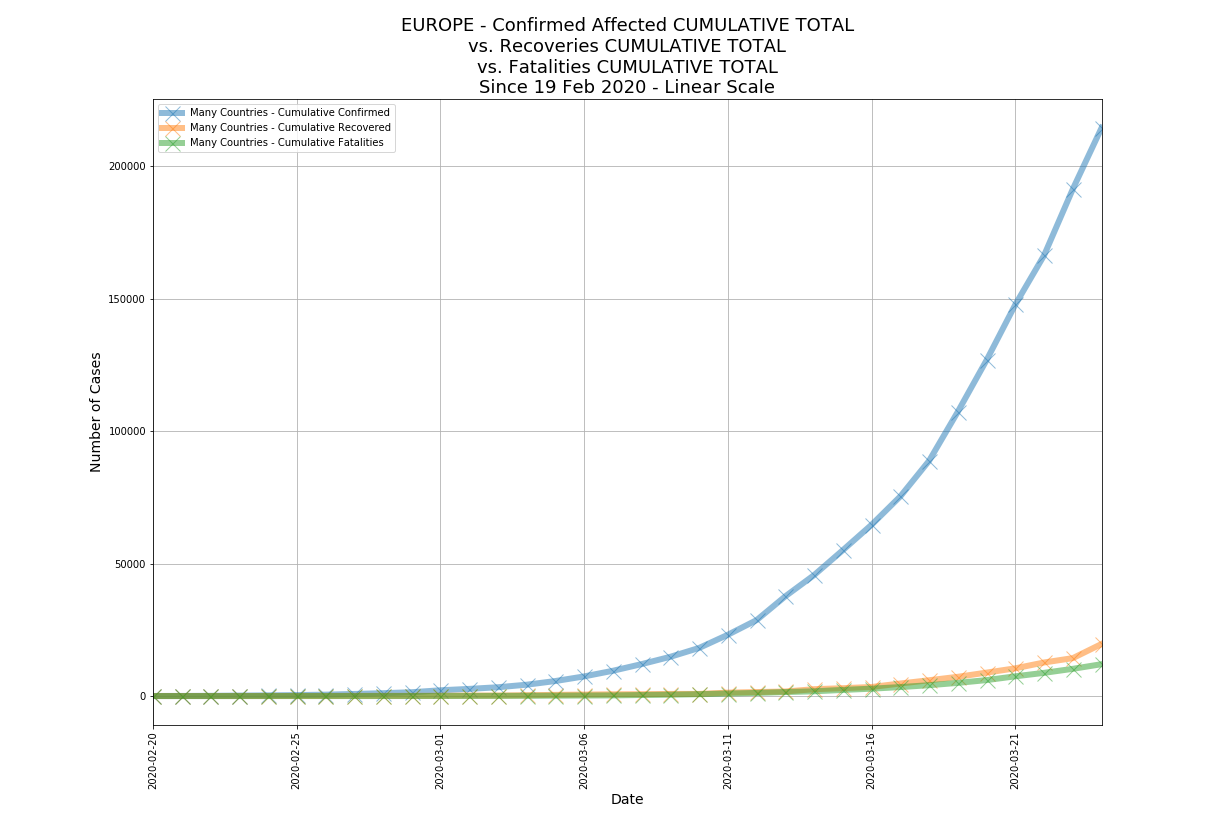 EUROPE - Confirmed Affected CUMULATIVE TOTAL
vs. Recoveries CUMULATIVE TOTAL
vs. Fatalities CUMULATIVE TOTAL
Since 19 Feb 2020 - Linear Scale
Many Countries - Cumulative Confirmed
Many Countries - Cumulative Recovered
Many Countries - Cumulative Fatalities
200000
150000
100000
50000
0
Number of Cases
2020-02-20
2020-02-25
2020-03-01
2020-03-06
2020-03-11
2020-03-16
2020-03-21
Date